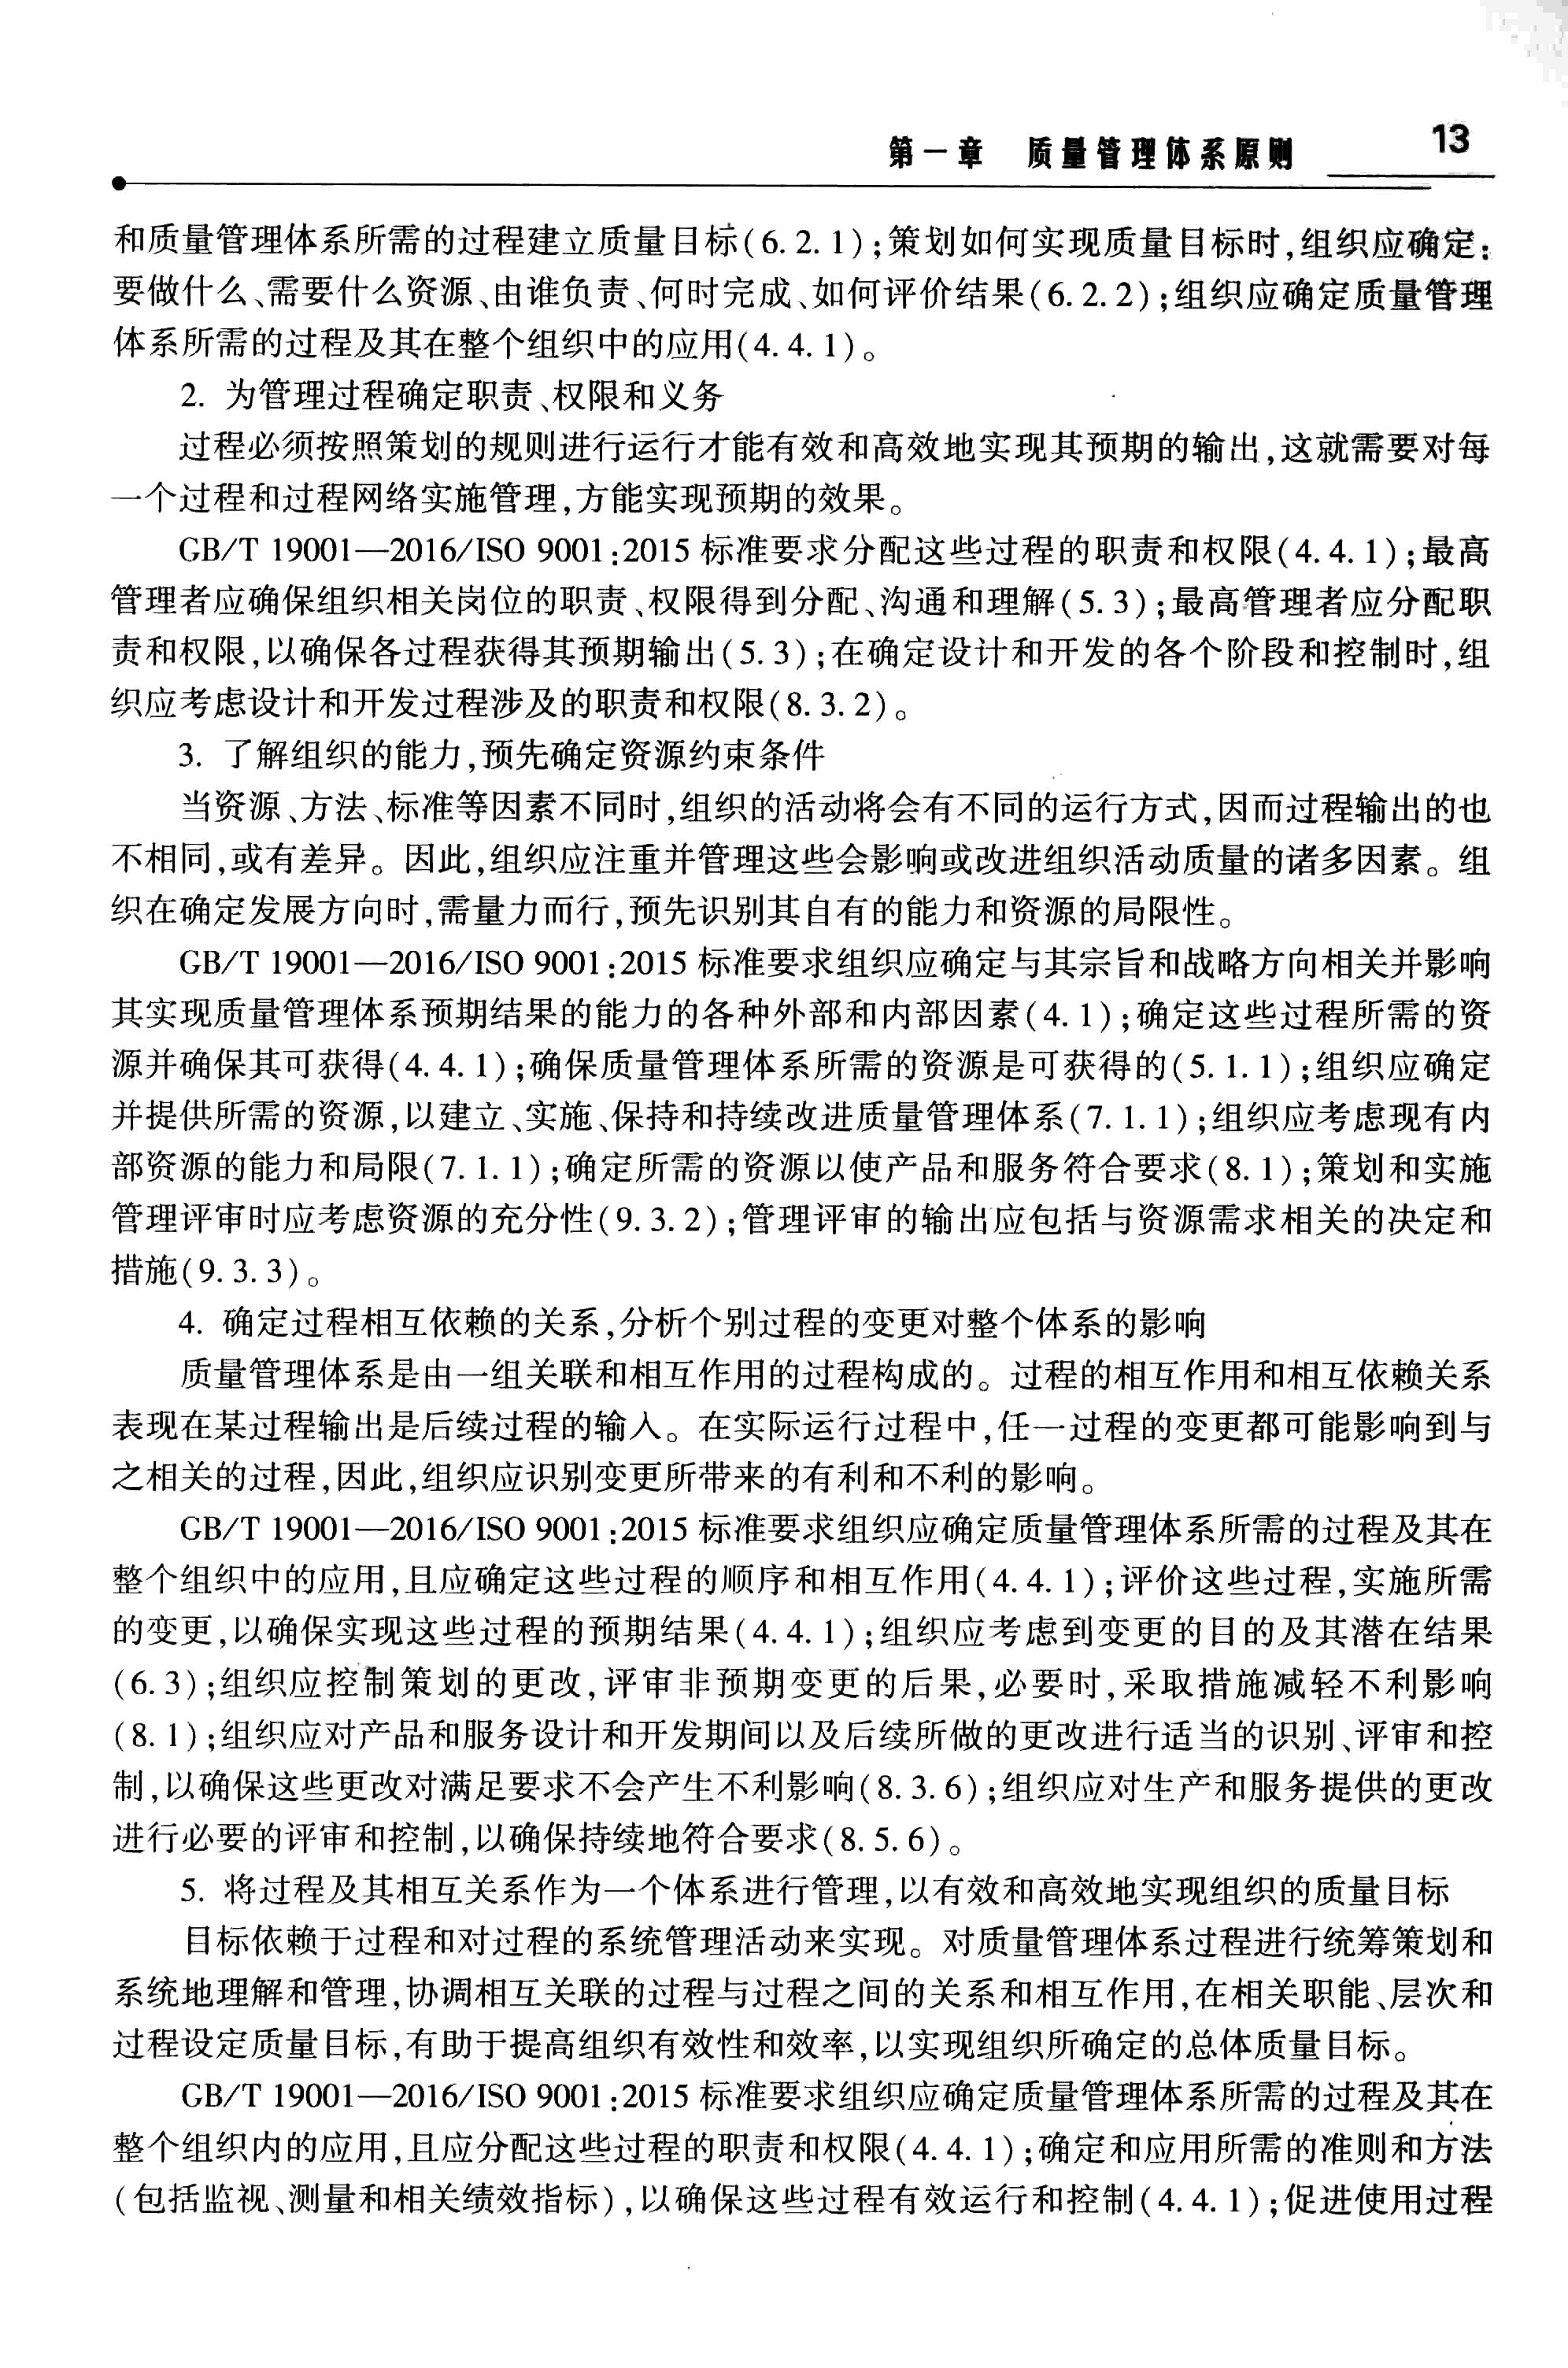 第一章 质量管理体系原则 13
和质量管理体系所需的过程建立质量目标(6.2.1);策划如何实现质量目标时,组织应确定:
要做什么、需要什么资源、由谁负责、何时完成、如何评价结果(6.2.2);组织应确定质量管理
体系所需的过程及其在整个组织中的应用(4.4.1)。
2. 为管理过程确定职责、权限和义务
过程必须按照策划的规则进行运行才能有效和高效地实现其预期的输出,这就需要对每
一个过程和过程网络实施管理,方能实现预期的效果。
GB/T 19001—2016/ISO 9001:2015 标准要求分配这些过程的职责和权限(4.4.1);最高
管理者应确保组织相关岗位的职责、权限得到分配、沟通和理解(5.3);最高管理者应分配职
责和权限,以确保各过程获得其预期输出(5.3);在确定设计和开发的各个阶段和控制时,组
织应考虑设计和开发过程涉及的职责和权限(8.3.2)。
3. 了解组织的能力,预先确定资源约束条件
当资源、方法、标准等因素不同时,组织的活动将会有不同的运行方式,因而过程输出的也
不相同,或有差异。因此,组织应注重并管理这些会影响或改进组织活动质量的诸多因素。组
织在确定发展方向时,需量力而行,预先识别其自有的能力和资源的局限性。
GB/T 19001—2016/ISO 9001:2015 标准要求组织应确定与其宗旨和战略方向相关并影响
其实现质量管理体系预期结果的能力的各种外部和内部因素(4.1);确定这些过程所需的资
源并确保其可获得(4.4.1);确保质量管理体系所需的资源是可获得的(5.1.1);组织应确定
并提供所需的资源,以建立、实施、保持和持续改进质量管理体系(7.1.1);组织应考虑现有内
部资源的能力和局限(7.1.1);确定所需的资源以使产品和服务符合要求(8.1);策划和实施
管理评审时应考虑资源的充分性(9.3.2);管理评审的输出应包括与资源需求相关的决定和
措施(9.3.3)。
4. 确定过程相互依赖的关系,分析个别过程的变更对整个体系的影响
质量管理体系是由一组关联和相互作用的过程构成的。过程的相互作用和相互依赖关系
表现在某过程输出是后续过程的输入。在实际运行过程中,任一过程的变更都可能影响到与
之相关的过程,因此,组织应识别变更所带来的有利和不利的影响。
GB/T 19001—2016/ISO 9001:2015 标准要求组织应确定质量管理体系所需的过程及其在
整个组织中的应用,且应确定这些过程的顺序和相互作用(4.4.1);评价这些过程,实施所需
的变更,以确保实现这些过程的预期结果(4.4.1);组织应考虑到变更的目的及其潜在结果
(6.3);组织应控制策划的更改,评审非预期变更的后果,必要时,采取措施减轻不利影响
(8.1);组织应对产品和服务设计和开发期间以及后续所做的更改进行适当的识别、评审和控
制,以确保这些更改对满足要求不会产生不利影响(8.3.6);组织应对生产和服务提供的更改
进行必要的评审和控制,以确保持续地符合要求(8.5.6)。
5. 将过程及其相互关系作为一个体系进行管理,以有效和高效地实现组织的质量目标
目标依赖于过程和对过程的系统管理活动来实现。对质量管理体系过程进行统筹策划和
系统地理解和管理,协调相互关联的过程与过程之间的关系和相互作用,在相关职能、层次和
过程设定质量目标,有助于提高组织有效性和效率,以实现组织所确定的总体质量目标。
GB/T 19001—2016/ISO 9001:2015 标准要求组织应确定质量管理体系所需的过程及其在
整个组织内的应用,且应分配这些过程的职责和权限(4.4.1);确定和应用所需的准则和方法
(包括监视、测量和相关绩效指标),以确保这些过程有效运行和控制(4.4.1);促进使用过程